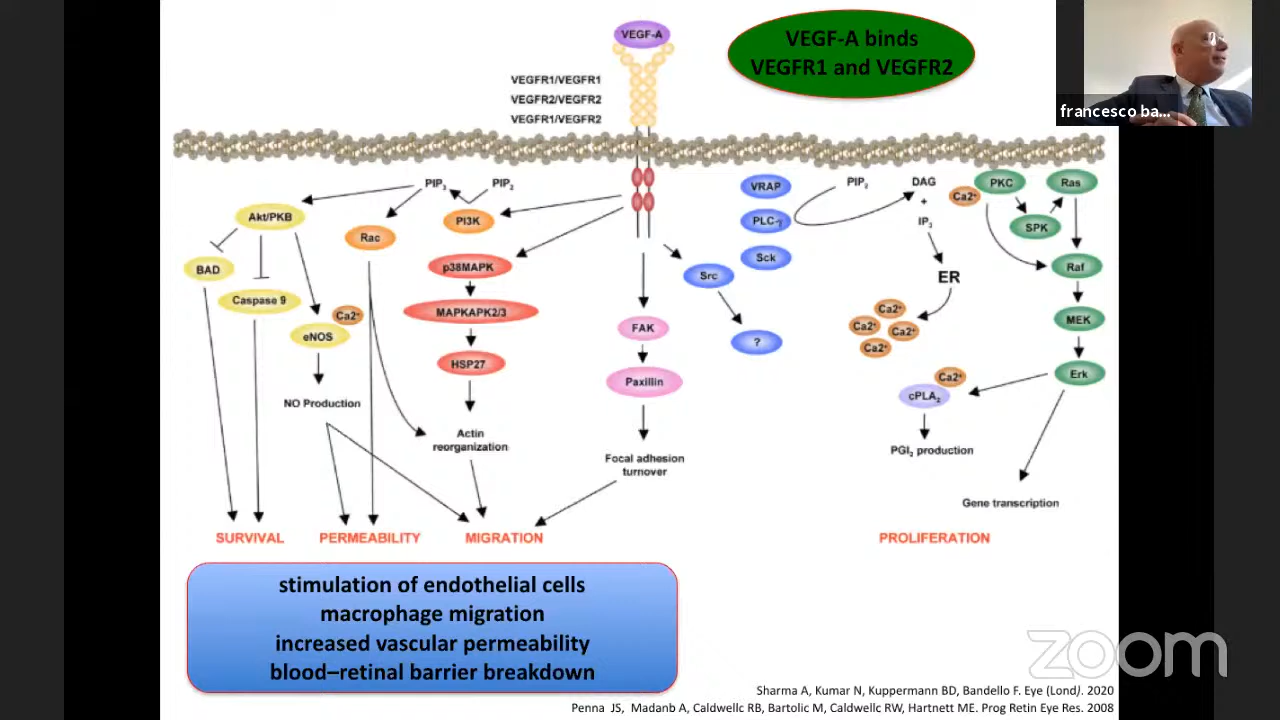 VEGF-A
VEGF-A binds
VEGFR1 and VEGFR2
francesco ba...
VEGFR1/VEGFR1
VEGFR2/VEGFR2
VEGFR1/VEGFR2
PIP3
PIP2
Akt/PKB
PI3K
Rac
BAD
Caspase 9
Ca2+
eNOS
NO Production
p38MAPK
MAPKAPK2/3
HSP27
Actin
reorganization
FAK
Paxillin
Focal adhesion
turnover
VRAP
PLC-γ
Sck
Src
?
PIP2
DAG
+
IP3
ER
Ca2+
Ca2+
Ca2+
Ca2+
Ca2+
PKC
Ras
SPK
Raf
MEK
Erk
Ca2+
cPLA2
PGI2 production
Gene transcription
SURVIVAL
PERMEABILITY
MIGRATION
PROLIFERATION
stimulation of endothelial cells
macrophage migration
increased vascular permeability
blood–retinal barrier breakdown
zoom
Sharma A, Kumar N, Kuppermann BD, Bandello F. Eye (Lond). 2020
Penna JS, Madanb A, Caldwellc RB, Bartolic M, Caldwellc RW, Hartnett ME. Prog Retin Eye Res. 2008